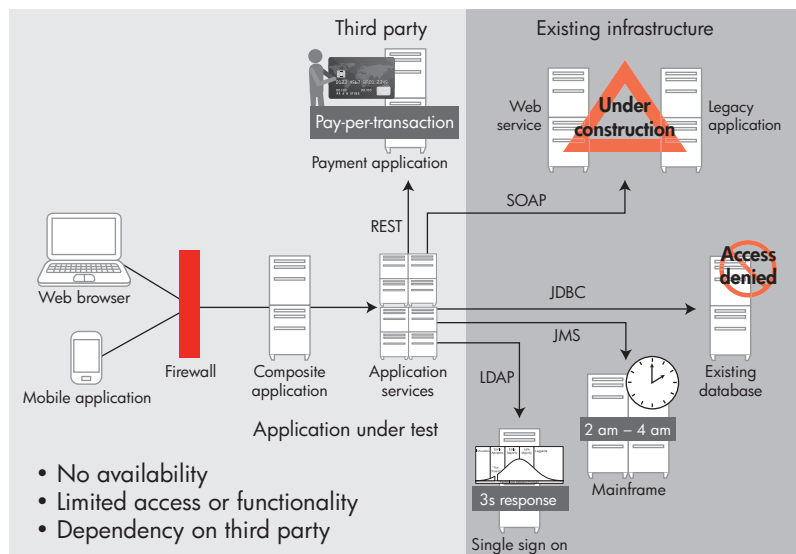 Third party
Existing infrastructure
Pay-per-transaction
Payment application
Web
service
Under
construction
Legacy
application
REST
SOAP
Web browser
Mobile application
Firewall
Composite
application
Application
services
Application under test
JDBC
JMS
LDAP
Access
denied
Existing
database
2 am – 4 am
Mainframe
3s response
Single sign on
• No availability
• Limited access or functionality
• Dependency on third party